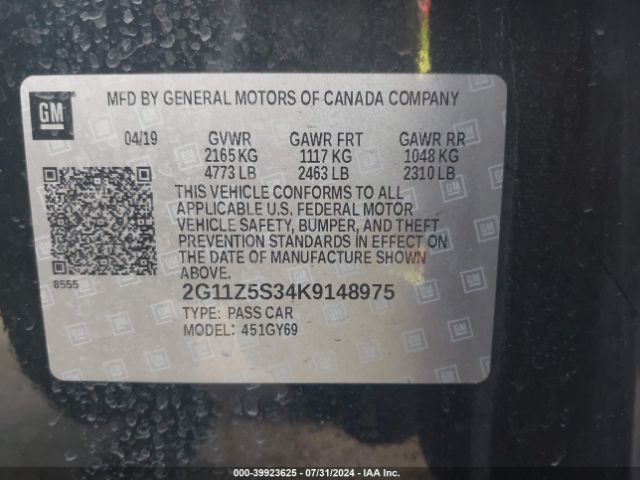 GM
MFD BY GENERAL MOTORS OF CANADA COMPANY
04/19 GVWR GAWR FRT GAWR RR
2165 KG 1117 KG 1048 KG
4773 LB 2463 LB 2310 LB
THIS VEHICLE CONFORMS TO ALL
APPLICABLE U.S. FEDERAL MOTOR
VEHICLE SAFETY, BUMPER, AND THEFT
PREVENTION STANDARDS IN EFFECT ON
THE DATE OF MANUFACTURE SHOWN
ABOVE.
8555
2G11Z5S34K9148975
TYPE: PASS CAR
MODEL: 451GY69
000-39923625 - 07/31/2024 - IAA Inc.